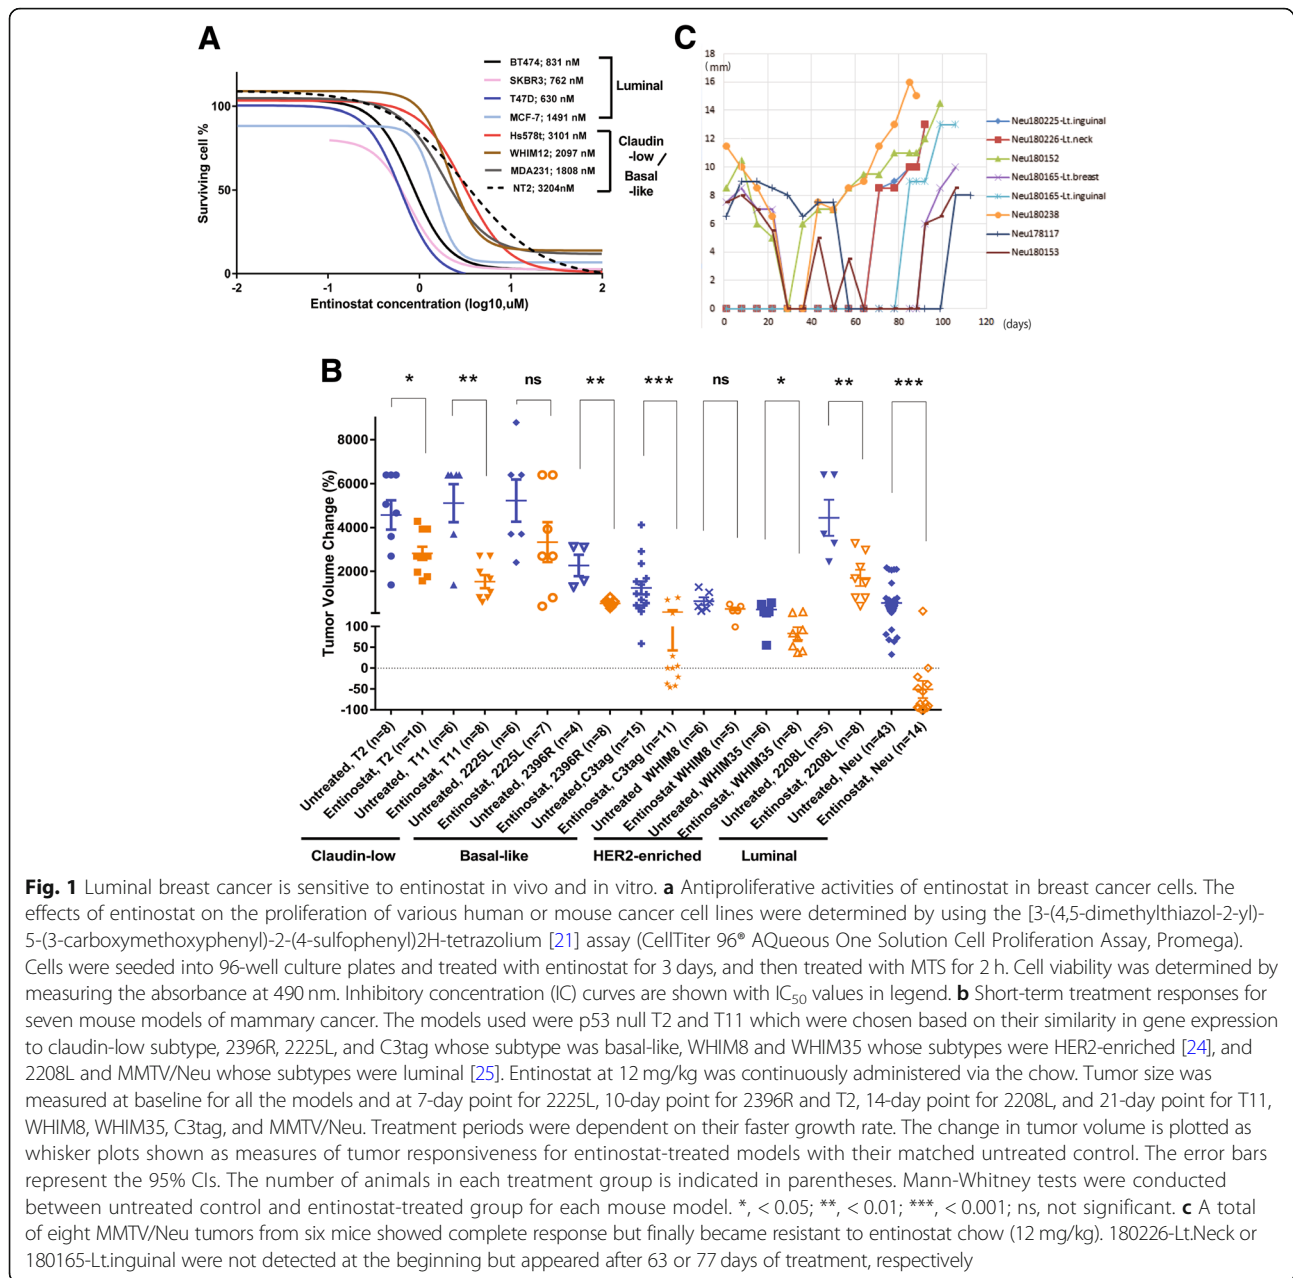 A
BT474; 831 nM
SKBR3; 762 nM
T47D; 630 nM
MCF-7; 1491 nM
Hs578t; 3101 nM
WHIM12; 2097 nM
MDA231; 1808 nM
NT2; 3204nM
Luminal
Claudin
-low /
Basal
-like
Surviving cell %
100
50
0
-2
-1
0
1
2
Entinostat concentration (log10,uM)
C
18
(mm)
16
14
12
10
8
6
4
2
0
0
20
40
60
80
100
120
(days)
Neu180225-Lt.inguinal
Neu180226-Lt.neck
Neu180152
Neu180165-Lt.breast
Neu180165-Lt.inguinal
Neu180238
Neu178117
Neu180153
B
*
**
ns
**
***
ns
*
**
***
Tumor Volume Change (%)
8000
6000
4000
2000
100
50
0
-50
-100
Untreated, T2 (n=8)
Entinostat, T2 (n=10)
Untreated, T11 (n=6)
Entinostat, T11 (n=8)
Untreated, 2225L (n=6)
Entinostat, 2225L (n=7)
Untreated, 2396R (n=4)
Entinostat, 2396R (n=8)
Untreated,C3tag (n=15)
Entinostat, C3tag (n=11)
Untreated, WHIM8 (n=6)
Entinostat WHIM8 (n=5)
Untreated, WHIM35 (n=6)
Entinostat, WHIM35 (n=8)
Untreated, 2208L (n=5)
Entinostat, 2208L (n=8)
Untreated, Neu (n=43)
Entinostat, Neu (n=14)
Claudin-low
Basal-like
HER2-enriched
Luminal
Fig. 1 Luminal breast cancer is sensitive to entinostat in vivo and in vitro. a Antiproliferative activities of entinostat in breast cancer cells. The
effects of entinostat on the proliferation of various human or mouse cancer cell lines were determined by using the [3-(4,5-dimethylthiazol-2-yl)-
5-(3-carboxymethoxyphenyl)-2-(4-sulfophenyl)2H-tetrazolium [21] assay (CellTiter 96® AQueous One Solution Cell Proliferation Assay, Promega).
Cells were seeded into 96-well culture plates and treated with entinostat for 3 days, and then treated with MTS for 2 h. Cell viability was determined by
measuring the absorbance at 490 nm. Inhibitory concentration (IC) curves are shown with IC50 values in legend. b Short-term treatment responses for
seven mouse models of mammary cancer. The models used were p53 null T2 and T11 which were chosen based on their similarity in gene expression
to claudin-low subtype, 2396R, 2225L, and C3tag whose subtype was basal-like, WHIM8 and WHIM35 whose subtypes were HER2-enriched [24], and
2208L and MMTV/Neu whose subtypes were luminal [25]. Entinostat at 12 mg/kg was continuously administered via the chow. Tumor size was
measured at baseline for all the models and at 7-day point for 2225L, 10-day point for 2396R and T2, 14-day point for 2208L, and 21-day point for T11,
WHIM8, WHIM35, C3tag, and MMTV/Neu. Treatment periods were dependent on their faster growth rate. The change in tumor volume is plotted as
whisker plots shown as measures of tumor responsiveness for entinostat-treated models with their matched untreated control. The error bars
represent the 95% CIs. The number of animals in each treatment group is indicated in parentheses. Mann-Whitney tests were conducted
between untreated control and entinostat-treated group for each mouse model. *, < 0.05; **, < 0.01; ***, < 0.001; ns, not significant. c A total
of eight MMTV/Neu tumors from six mice showed complete response but finally became resistant to entinostat chow (12 mg/kg). 180226-Lt.Neck or
180165-Lt.inguinal were not detected at the beginning but appeared after 63 or 77 days of treatment, respectively